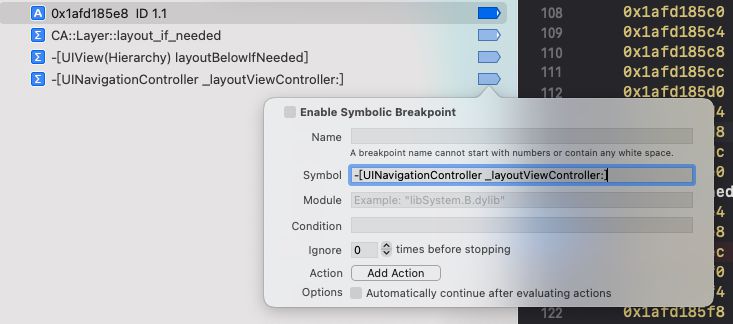 A 0x1afd185e8 ID 1.1
Σ CA::Layer::layout_if_needed
Σ -[UIView(Hierarchy) layoutBelowIfNeeded]
Σ -[UINavigationController _layoutViewController:]
Enable Symbolic Breakpoint
Name
A breakpoint name cannot start with numbers or contain any white space.
Symbol -[UINavigationController _layoutViewController:]
Module Example: "libSystem.B.dylib"
Condition
Ignore 0 times before stopping
Action Add Action
Options Automatically continue after evaluating actions
108 0x1afd185c0
109 0x1afd185c4
110 0x1afd185c8
111 0x1afd185cc
112 0x1afd185d0
122 0x1afd185f8